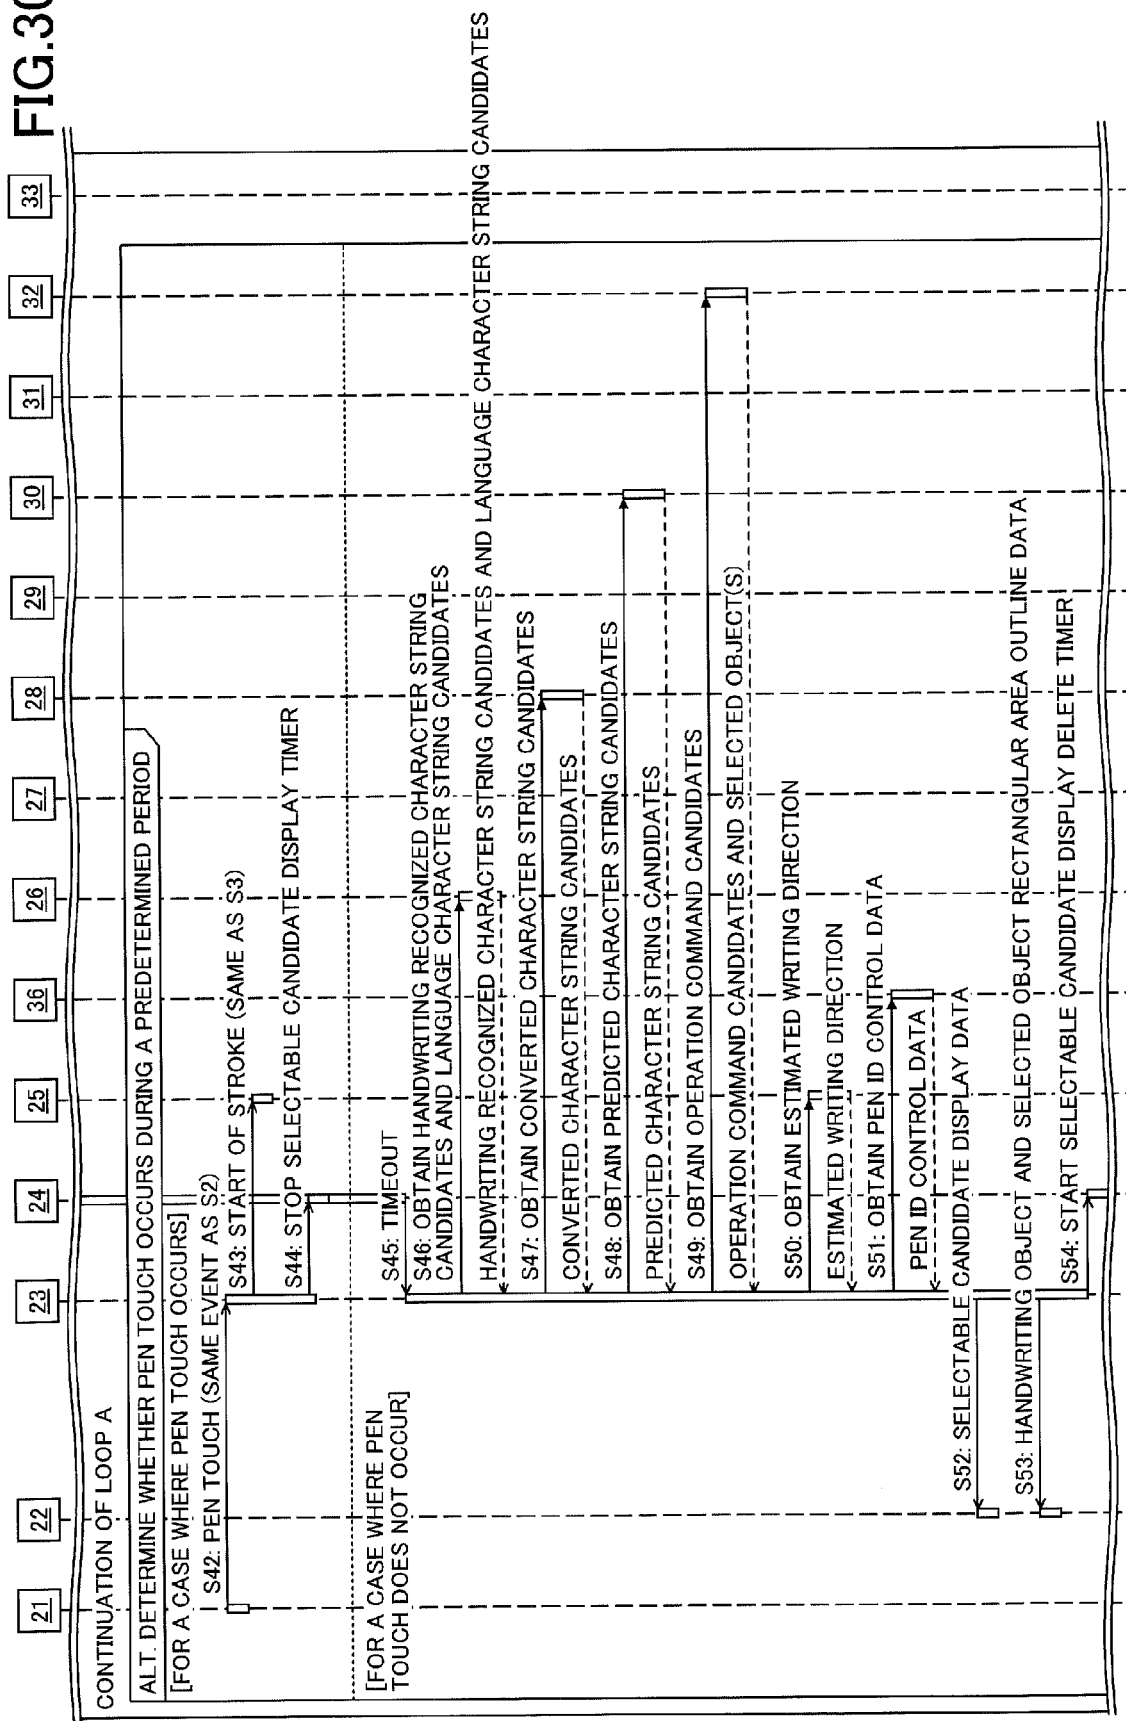 FIG.30
21
22
23
24
25
36
26
27
28
29
30
31
32
33
CONTINUATION OF LOOP A
ALT. DETERMINE WHETHER PEN TOUCH OCCURS DURING A PREDETERMINED PERIOD
[FOR A CASE WHERE PEN TOUCH OCCURS]
S42: PEN TOUCH (SAME EVENT AS S2)
S43: START OF STROKE (SAME AS S3)
S44: STOP SELECTABLE CANDIDATE DISPLAY TIMER
[FOR A CASE WHERE PEN
TOUCH DOES NOT OCCUR]
S45: TIMEOUT
S46: OBTAIN HANDWRITING RECOGNIZED CHARACTER STRING
CANDIDATES AND LANGUAGE CHARACTER STRING CANDIDATES
HANDWRITING RECOGNIZED CHARACTER STRING CANDIDATES AND LANGUAGE CHARACTER STRING CANDIDATES
S47: OBTAIN CONVERTED CHARACTER STRING CANDIDATES
CONVERTED CHARACTER STRING CANDIDATES
S48: OBTAIN PREDICTED CHARACTER STRING CANDIDATES
PREDICTED CHARACTER STRING CANDIDATES
S49: OBTAIN OPERATION COMMAND CANDIDATES
OPERATION COMMAND CANDIDATES AND SELECTED OBJECT(S)
S50: OBTAIN ESTIMATED WRITING DIRECTION
ESTIMATED WRITING DIRECTION
S51: OBTAIN PEN ID CONTROL DATA
PEN ID CONTROL DATA
S52: SELECTABLE CANDIDATE DISPLAY DATA
S53: HANDWRITING OBJECT AND SELECTED OBJECT RECTANGULAR AREA OUTLINE DATA
S54: START SELECTABLE CANDIDATE DISPLAY DELETE TIMER